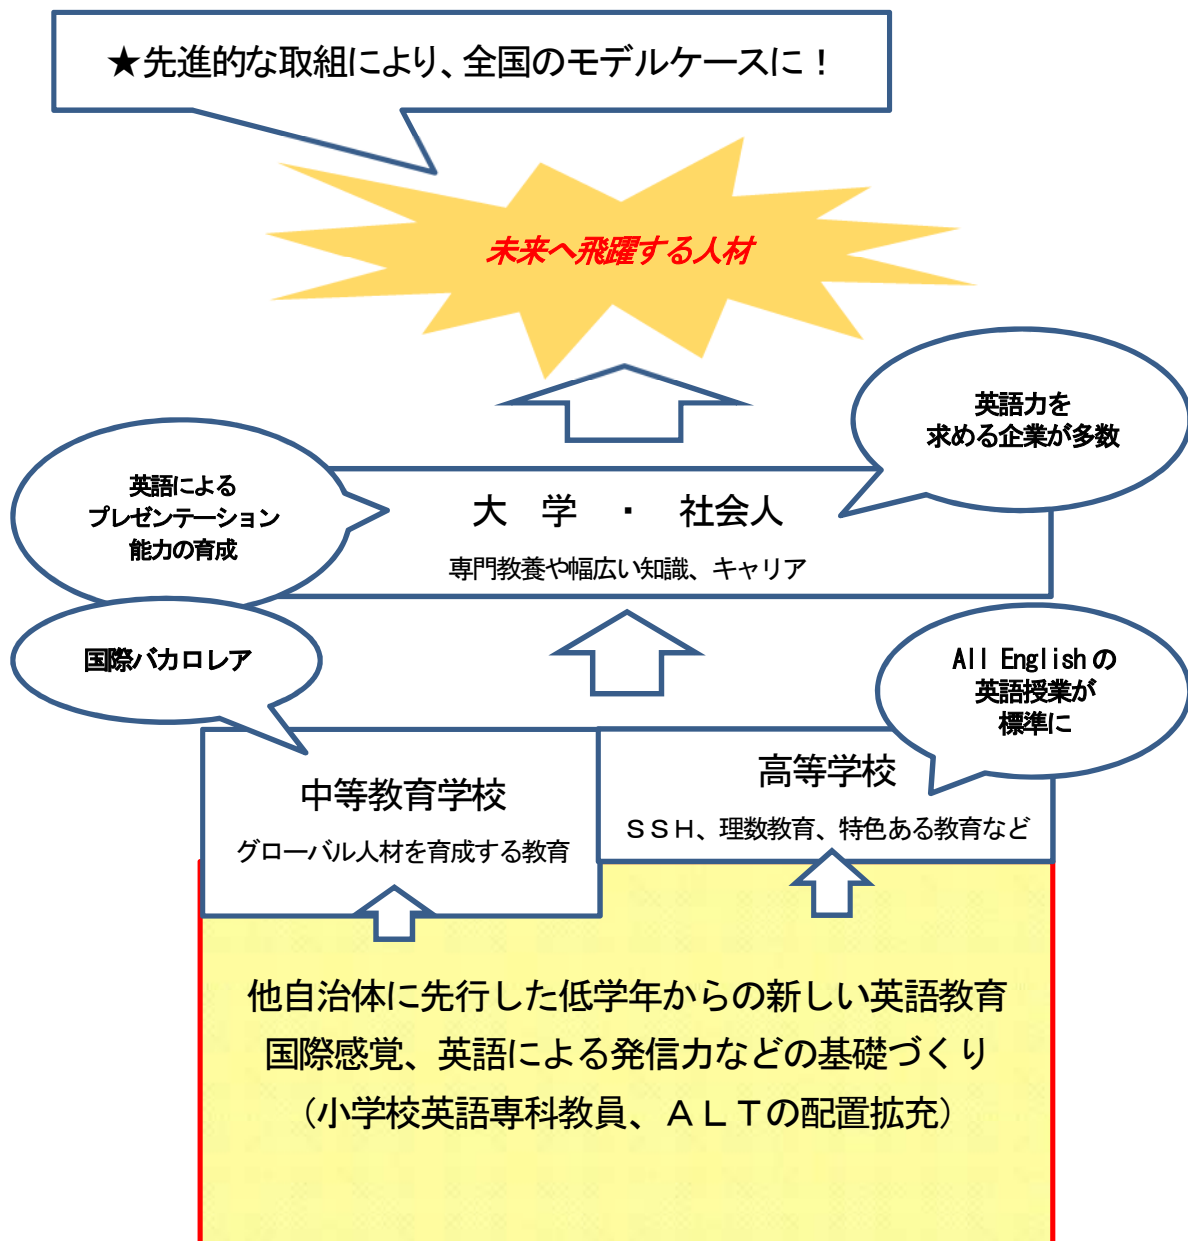 ★先進的な取組により、全国のモデルケースに！
未来へ飛躍する人材
英語力を
求める企業が多数
英語による
プレゼンテーション
能力の育成
大　学　・　社会人
専門教養や幅広い知識、キャリア
国際バカロレア
All English の
英語授業が
標準に
中等教育学校
グローバル人材を育成する教育
高等学校
ＳＳＨ、理数教育、特色ある教育など
他自治体に先行した低学年からの新しい英語教育
国際感覚、英語による発信力などの基礎づくり
（小学校英語専科教員、ＡＬＴの配置拡充）